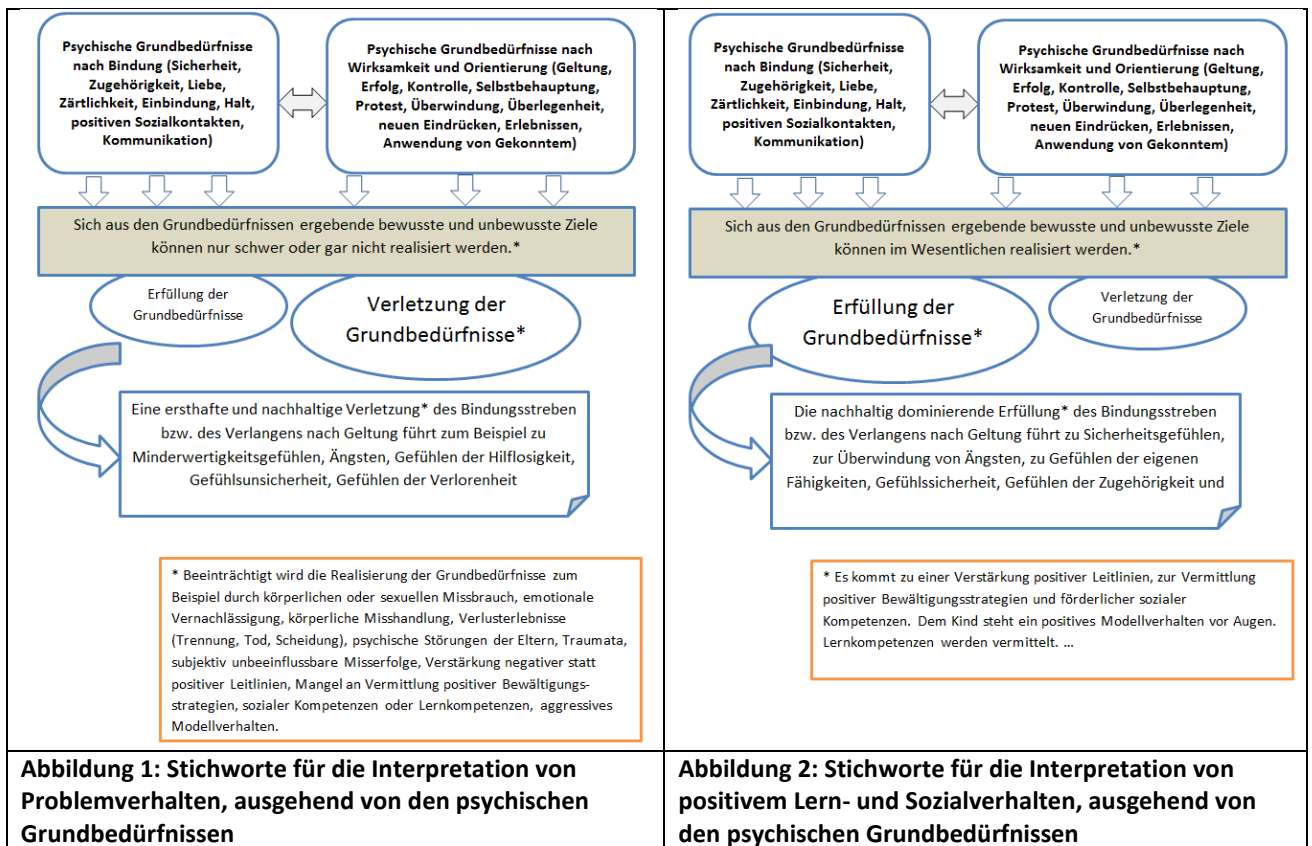 Psychische Grundbedürfnisse
nach Bindung (Sicherheit,
Zugehörigkeit, Liebe,
Zärtlichkeit, Einbindung, Halt,
positiven Sozialkontakten,
Kommunikation)
Psychische Grundbedürfnisse nach
Wirksamkeit und Orientierung (Geltung,
Erfolg, Kontrolle, Selbstbehauptung,
Protest, Überwindung, Überlegenheit,
neuen Eindrücken, Erlebnissen,
Anwendung von Gekonntem)
Sich aus den Grundbedürfnissen ergebende bewusste und unbewusste Ziele
können nur schwer oder gar nicht realisiert werden.*
Erfüllung der
Grundbedürfnisse
Verletzung der
Grundbedürfnisse*
Eine ersthafte und nachhaltige Verletzung* des Bindungsstreben
bzw. des Verlangens nach Geltung führt zum Beispiel zu
Minderwertigkeitsgefühlen, Ängsten, Gefühlen der Hilflosigkeit,
Gefühlsunsicherheit, Gefühlen der Verlorenheit
* Beeinträchtigt wird die Realisierung der Grundbedürfnisse zum
Beispiel durch körperlichen oder sexuellen Missbrauch, emotionale
Vernachlässigung, körperliche Misshandlung, Verlusterlebnisse
(Trennung, Tod, Scheidung), psychische Störungen der Eltern, Traumata,
subjektiv unbeeinflussbare Misserfolge, Verstärkung negativer statt
positiver Leitlinien, Mangel an Vermittlung positiver Bewältigungs-
strategien, sozialer Kompetenzen oder Lernkompetenzen, aggressives
Modellverhalten.
Abbildung 1: Stichworte für die Interpretation von
Problemverhalten, ausgehend von den psychischen
Grundbedürfnissen
Psychische Grundbedürfnisse
nach Bindung (Sicherheit,
Zugehörigkeit, Liebe,
Zärtlichkeit, Einbindung, Halt,
positiven Sozialkontakten,
Kommunikation)
Psychische Grundbedürfnisse nach
Wirksamkeit und Orientierung (Geltung,
Erfolg, Kontrolle, Selbstbehauptung,
Protest, Überwindung, Überlegenheit,
neuen Eindrücken, Erlebnissen,
Anwendung von Gekonntem)
Sich aus den Grundbedürfnissen ergebende bewusste und unbewusste Ziele
können im Wesentlichen realisiert werden.*
Erfüllung der
Grundbedürfnisse*
Verletzung der
Grundbedürfnisse
Die nachhaltig dominierende Erfüllung* des Bindungsstreben
bzw. des Verlangens nach Geltung führt zu Sicherheitsgefühlen,
zur Überwindung von Ängsten, zu Gefühlen der eigenen
Fähigkeiten, Gefühlssicherheit, Gefühlen der Zugehörigkeit und
* Es kommt zu einer Verstärkung positiver Leitlinien, zur Vermittlung
positiver Bewältigungsstrategien und förderlicher sozialer
Kompetenzen. Dem Kind steht ein positives Modellverhalten vor Augen.
Lernkompetenzen werden vermittelt. ...
Abbildung 2: Stichworte für die Interpretation von
positivem Lern- und Sozialverhalten, ausgehend von
den psychischen Grundbedürfnissen